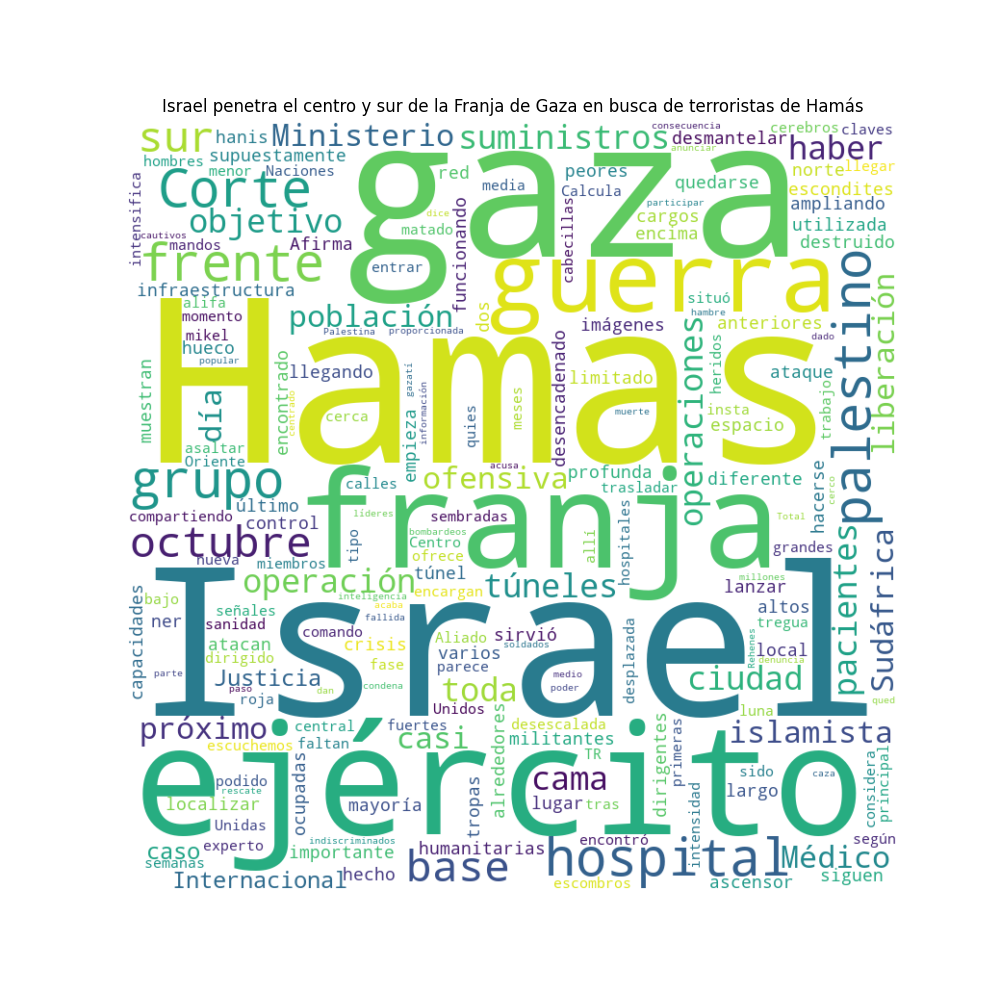 Israel penetra el centro y sur de la Franja de Gaza en busca de terroristas de Hamás
sur
hanis
Ministerio
suministros
consecuencia
desmantelar
cerebros
claves
haber
anunciar
hombres
supuestamente
menor
Naciones
red
media
peores
Calcula
quedarse
norte
llegar
escondites
ampliando
intensifica
Corte
objetivo
gaza
participar
dice
matado
cargos
encima
utilizada
destruido
cautivos
mandos
Afirma
entrar
funcionando
cabecillas
frente
guerra
palestino
infraestructura
alifa
momento
mikel
hueco
popular
población
Palestina
proporcionada
dos
imágenes
situó
hambre
anteriores
dado
liberación
Hamas
llegando
limitado
operaciones
heridos
ataque
muestran
día
encontrado
centrado
cerca
empieza
gazatí
información
quies
meses
desencadenado
muerte
insta
espacio
trabajo
asaltar
Oriente
grupo
calles
acusa
ofensiva
profunda
trasladar
diferente
hacerse
cerco
último
compartiendo
control
franja
líderes
sembradas
Total
octubre
nueva
miembros
tipo
bombardeos
Centro
ofrece
allí
hospitales
grandes
operación
túnel
encargan
túneles
millones
lanzar
pacientes
Sudáfrica
capacidades
bajo
señales
inteligencia
acaba
altos
tregua
ner
sanidad
fallida
Israel
atacan
comando
crisis
Aliado
sirvió
soldados
varios
parece
desplazada
Rehenes
local
denuncia
dirigido
fase
parte
Justicia
roja
paso
dan
condena
toda
medio
poder
ciudad
qued
Unidos
luna
próximo
central
fuertes
casi
alrededores
desescalada
militantes
TR
dirigentes
primeras
islamista
escuchemos
faltan
ejército
podido
rescate
ocupadas
localizar
mayoría
tropas
cama
lugar
tras
sido
largo
caza
considera
principal
Unidas
experto
indiscriminados
humanitarias
encontró
intensidad
según
caso
semanas
importante
hospital
Médico
Internacional
hecho
base
escombros
ascensor
siguen